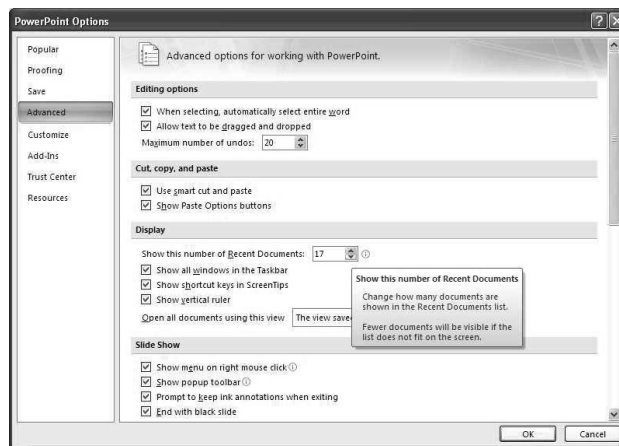 PowerPoint Options
Popular
Proofing
Save
Advanced
Customize
Add-Ins
Trust Center
Resources
Advanced options for working with PowerPoint.
Editing options
When selecting, automatically select entire word
Allow text to be dragged and dropped
Maximum number of undos: 20
Cut, copy, and paste
Use smart cut and paste
Show Paste Options buttons
Display
Show this number of Recent Documents: 17
Show all windows in the Taskbar
Show shortcut keys in ScreenTips
Show vertical ruler
Open all documents using this view The view saved
Show this number of Recent Documents
Change how many documents are
shown in the Recent Documents list.
Fewer documents will be visible if the
list does not fit on the screen.
Slide Show
Show menu on right mouse click
Show popup toolbar
Prompt to keep ink annotations when exiting
End with black slide
OK Cancel